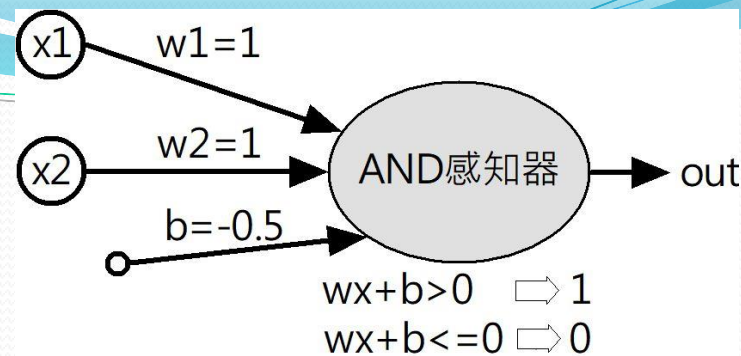 x1
w1=1
x2
w2=1
b=-0.5
AND感知器
out
wx+b>0 ⇨ 1
wx+b<=0 ⇨ 0